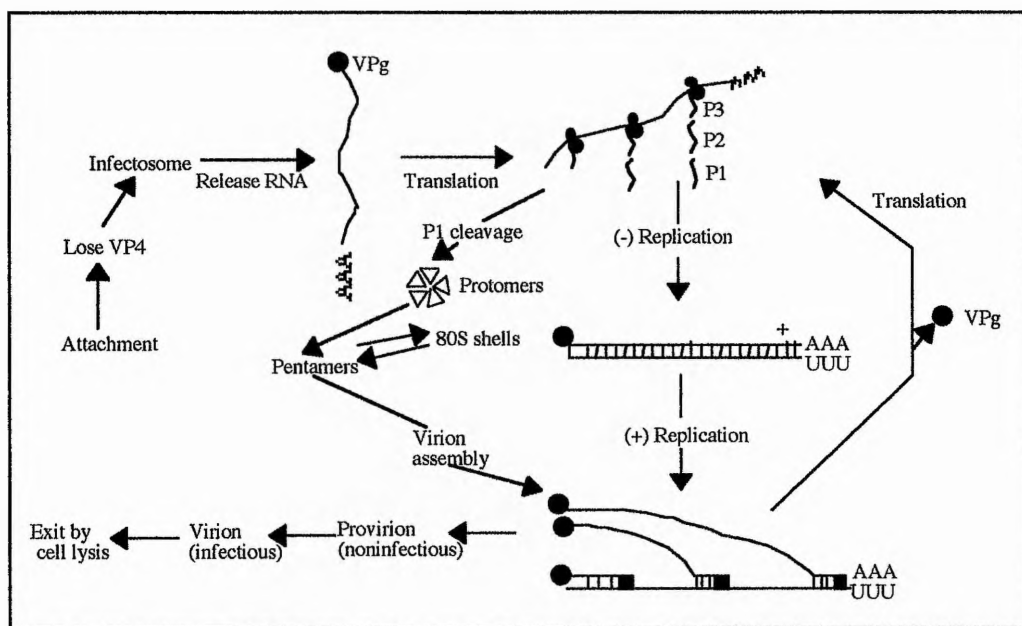 VPg
P3
P2
P1
Infectosome
Release RNA
Translation
Translation
P1 cleavage
(-) Replication
Lose VP4
Protomers
VPg
Attachment
80S shells
+
AAA
UUU
Pentamers
(+) Replication
Virion
assembly
Exit by
cell lysis
Virion
(infectious)
Provirion
(noninfectious)
AAA
UUU